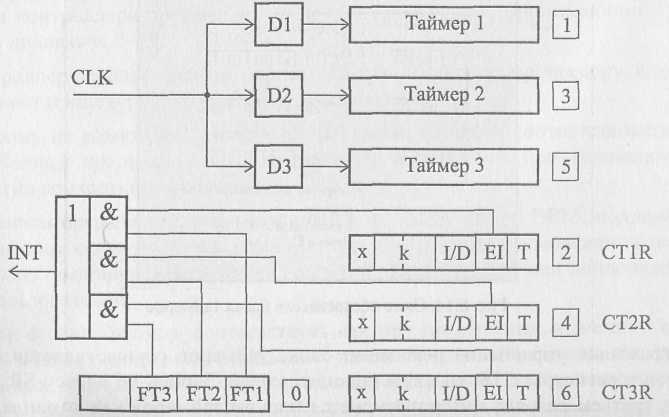 D1 Таймер 1 1
CLK
D2 Таймер 2 3
D3 Таймер 3 5
1 &
INT &
x k I/D EI T 2 CT1R
&
x k I/D EI T 4 CT2R
FT3 FT2 FT1 0 x k I/D EI T 6 CT3R